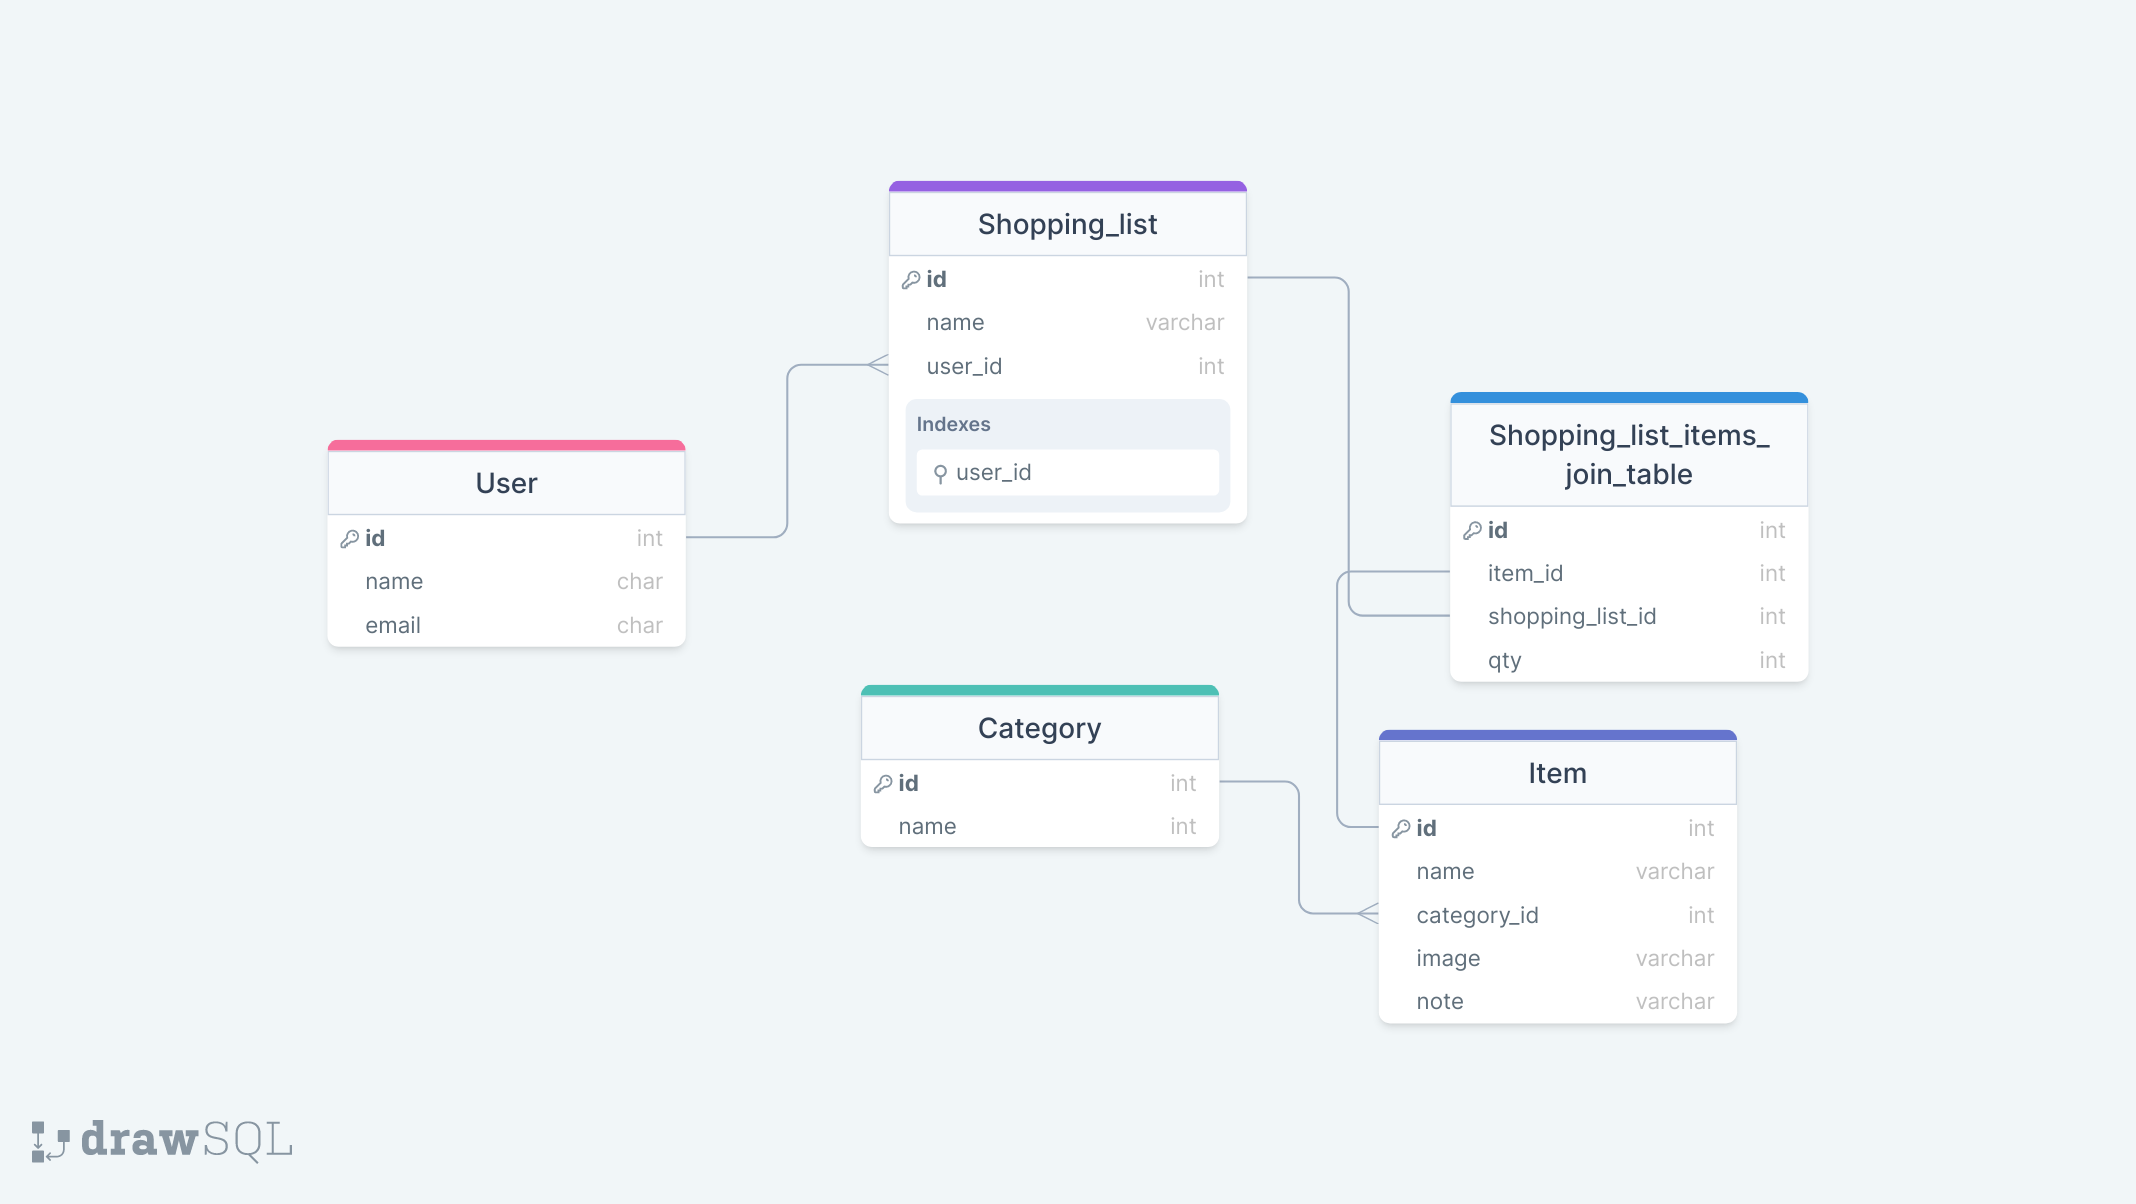 Shopping_list
id int
name varchar
user_id int
Indexes
user_id
User
id int
name char
email char
Shopping_list_items_
join_table
id int
item_id int
shopping_list_id int
qty int
Category
id int
name int
Item
id int
name varchar
category_id int
image varchar
note varchar
drawSQL